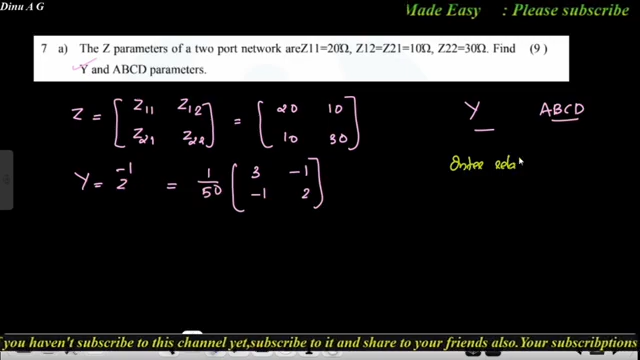 Dinu A G
Made Easy : Please subscribe
7 a) The Z parameters of a two port network areZ11=20Ω, Z12=Z21=10Ω, Z22=30Ω. Find (9)
Y and ABCD parameters.
Z = [ Z11 Z12 ] = [ 20 10 ]
[ Z21 Z22 ] [ 10 30 ]
Y ABCD
Y = Z^-1 = 1/50 [ 3 -1 ]
[ -1 2 ]
Inter rela
f you haven't subscribe to this channel yet,subscribe to it and share to your friends also.Your subscribptions